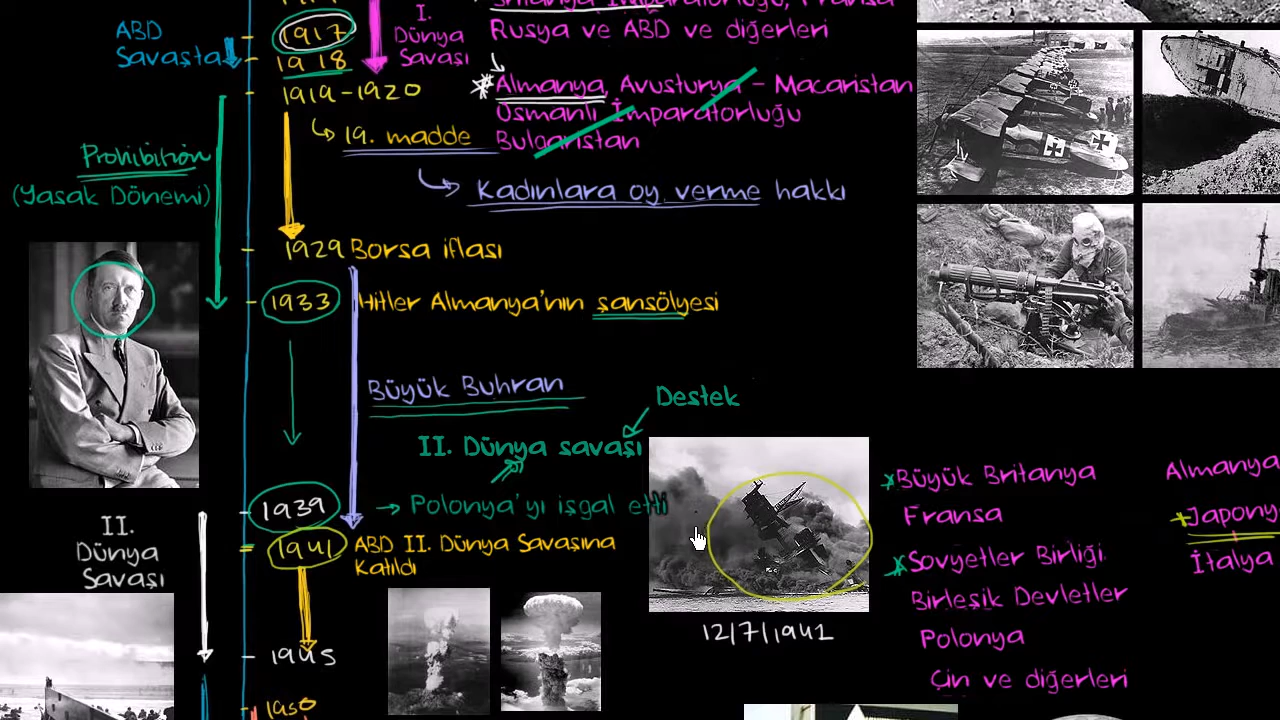 ABD
Savaşta
1917
1918
1919-1920
I.
Dünya
Savaşı
Rusya ve ABD ve diğerleri
Almanya, Avusturya - Macaristan
Osmanlı İmparatorluğu
Bulgaristan
19. madde
Kadınlara oy verme hakkı
Prohibition
(Yasak Dönemi)
1929 Borsa iflası
1933 Hitler Almanya'nın şansölyesi
Büyük Buhran
Destek
II. Dünya savaşı
1939 → Polonya'yı işgal etti
1941 ABD II. Dünya Savaşına
Katıldı
II.
Dünya
Savaşı
1945
1950
12/7/1941
*Büyük Britanya
Fransa
*Sovyetler Birliği
Birleşik Devletler
Polonya
Çin ve diğerleri
Almanya
*Japony
İtalya